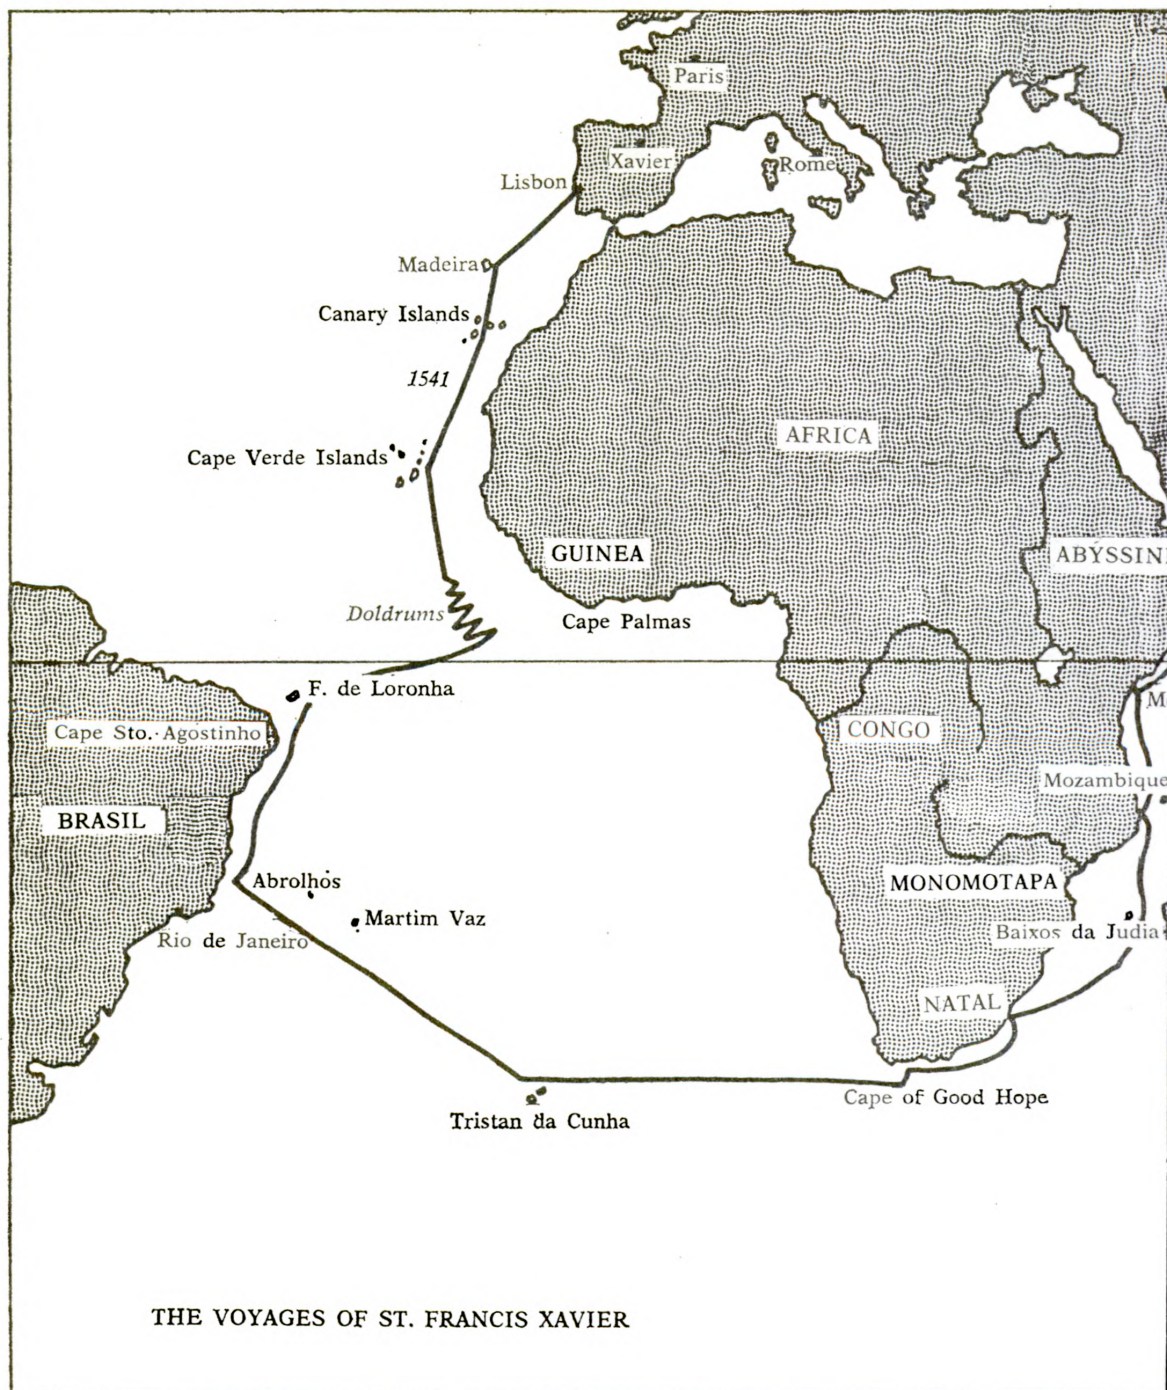 Paris
Xavier
Rome
Lisbon
Madeira
Canary Islands
1541
AFRICA
Cape Verde Islands
GUINEA
ABYSSIN
Doldrums
Cape Palmas
F. de Loronha
M
Cape Sto. Agostinho
CONGO
Mozambique
BRASIL
Abrolhos
MONOMOTAPA
Martim Vaz
Rio de Janeiro
Baixos da Judia
NATAL
Cape of Good Hope
Tristan da Cunha
THE VOYAGES OF ST. FRANCIS XAVIER